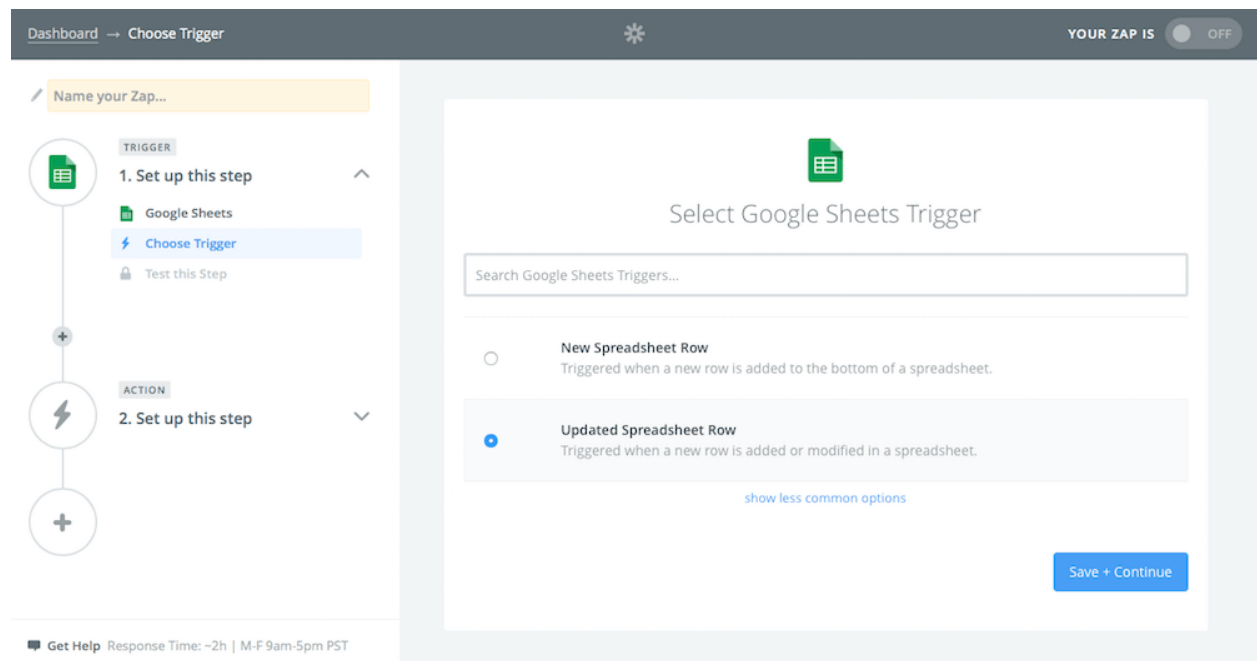 Dashboard → Choose Trigger
YOUR ZAP IS OFF
Name your Zap...
TRIGGER
1. Set up this step
Google Sheets
Choose Trigger
Test this Step
ACTION
2. Set up this step
Get Help Response Time: ~2h | M-F 9am-5pm PST
Select Google Sheets Trigger
Search Google Sheets Triggers...
New Spreadsheet Row
Triggered when a new row is added to the bottom of a spreadsheet.
Updated Spreadsheet Row
Triggered when a new row is added or modified in a spreadsheet.
show less common options
Save + Continue